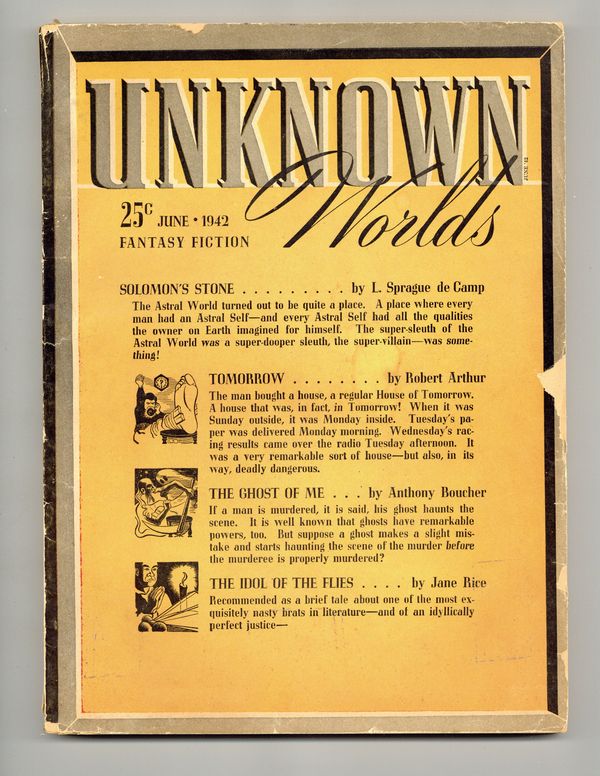 UNKNOWN
Worlds
JUNE '42
25c JUNE • 1942
FANTASY FICTION
SOLOMON'S STONE . . . . . . . . . by L. Sprague de Camp
The Astral World turned out to be quite a place. A place where every
man had an Astral Self—and every Astral Self had all the qualities
the owner on Earth imagined for himself. The super-sleuth of the
Astral World was a super-dooper sleuth, the super-villain—was some-
thing!
TOMORROW . . . . . . . . by Robert Arthur
The man bought a house, a regular House of Tomorrow.
A house that was, in fact, in Tomorrow! When it was
Sunday outside, it was Monday inside. Tuesday's pa-
per was delivered Monday morning. Wednesday's rac-
ing results came over the radio Tuesday afternoon. It
was a very remarkable sort of house—but also, in its
way, deadly dangerous.
THE GHOST OF ME . . . by Anthony Boucher
If a man is murdered, it is said, his ghost haunts the
scene. It is well known that ghosts have remarkable
powers, too. But suppose a ghost makes a slight mis-
take and starts haunting the scene of the murder before
the murderee is properly murdered?
THE IDOL OF THE FLIES . . . . by Jane Rice
Recommended as a brief tale about one of the most ex-
quisitely nasty brats in literature—and of an idyllically
perfect justice—